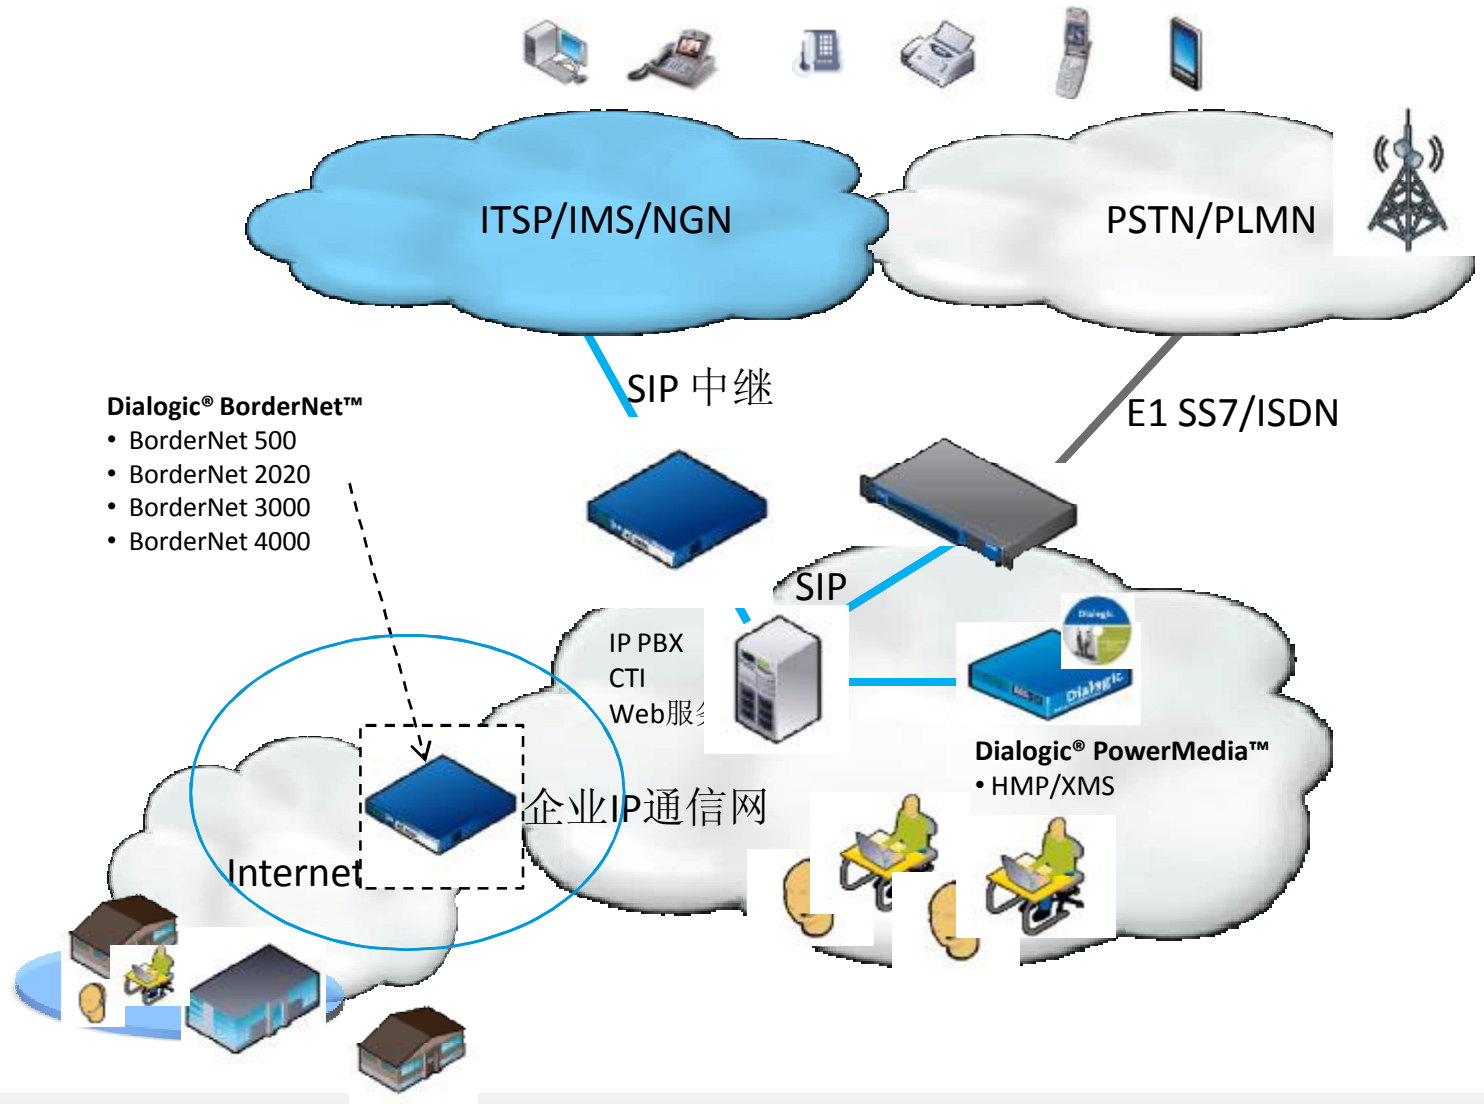 ITSP/IMS/NGN
PSTN/PLMN
SIP 中继
E1 SS7/ISDN
Dialogic® BorderNet™
• BorderNet 500
• BorderNet 2020
• BorderNet 3000
• BorderNet 4000
SIP
IP PBX
CTI
Web服
Dialogic
Dialogic
Dialogic® PowerMedia™
• HMP/XMS
企业IP通信网
Internet